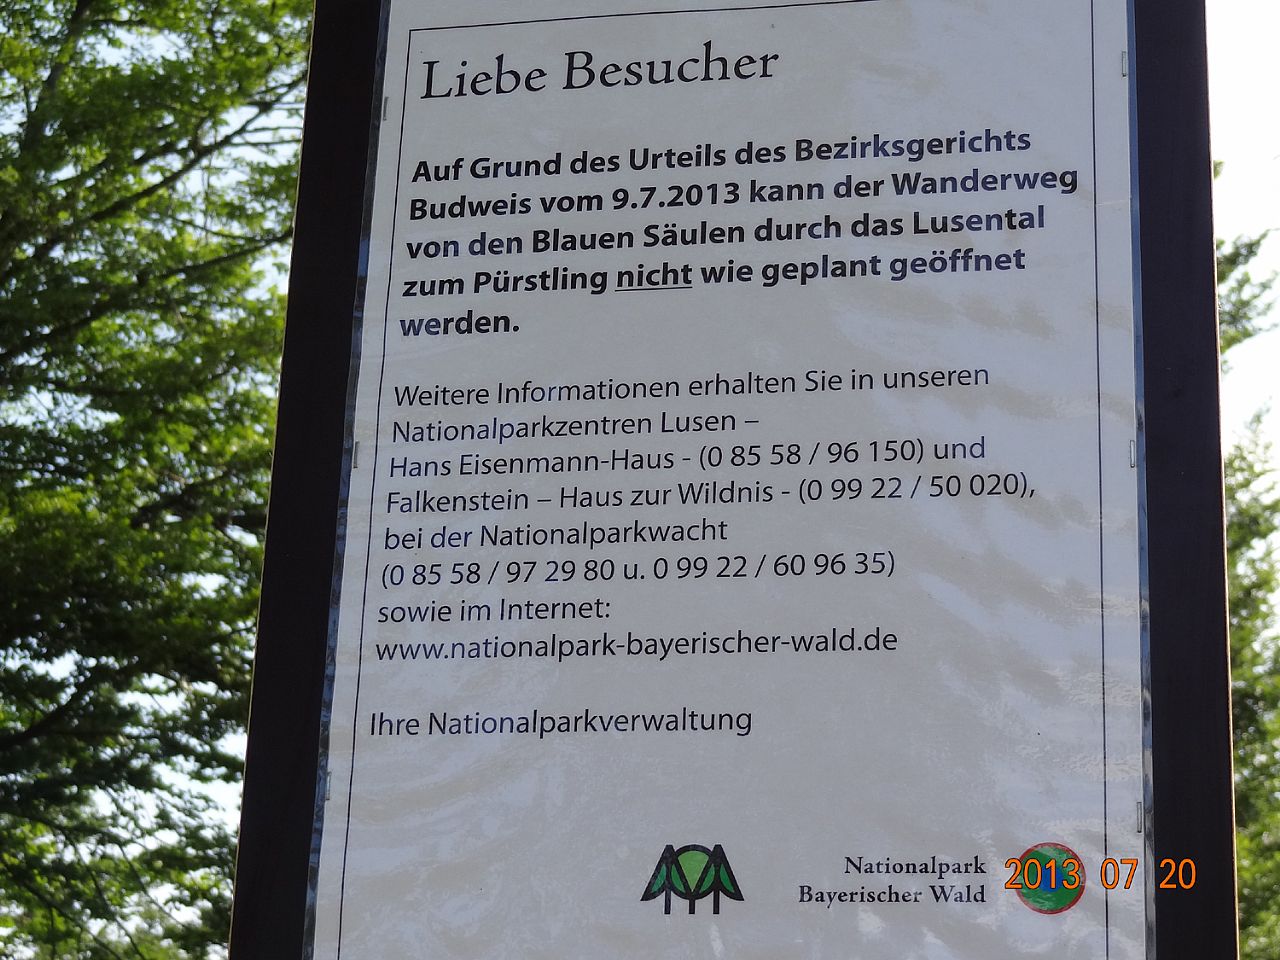 Liebe Besucher
Auf Grund des Urteils des Bezirksgerichts
Budweis vom 9.7.2013 kann der Wanderweg
von den Blauen Säulen durch das Lusental
zum Pürstling nicht wie geplant geöffnet
werden.
Weitere Informationen erhalten Sie in unseren
Nationalparkzentren Lusen –
Hans Eisenmann-Haus - (0 85 58 / 96 150) und
Falkenstein – Haus zur Wildnis - (0 99 22 / 50 020),
bei der Nationalparkwacht
(0 85 58 / 97 29 80 u. 0 99 22 / 60 96 35)
sowie im Internet:
www.nationalpark-bayerischer-wald.de
Ihre Nationalparkverwaltung
Nationalpark
Bayerischer Wald
2013 07 20